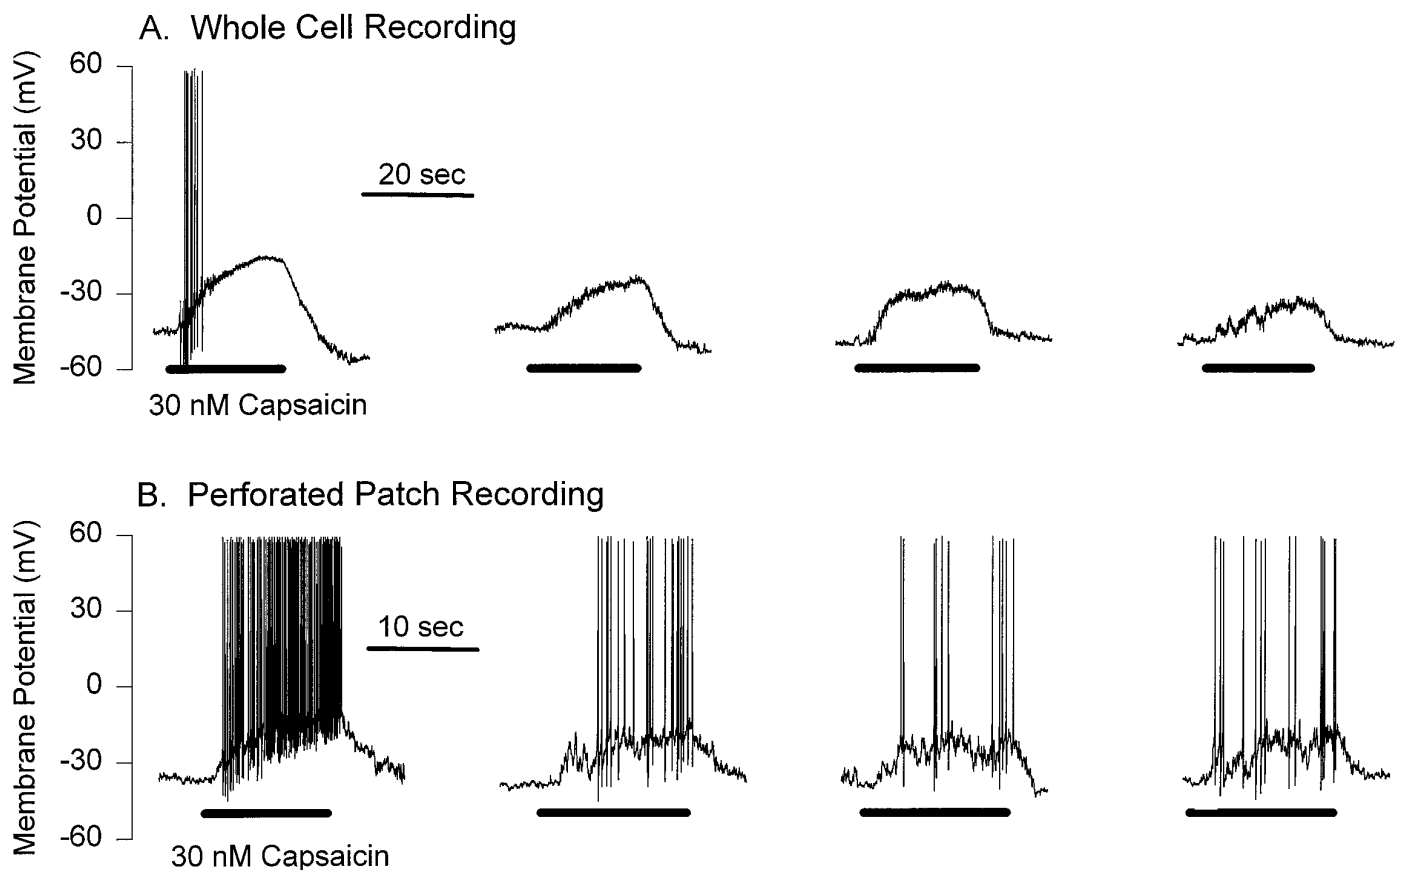 A. Whole Cell Recording
Membrane Potential (mV)
60
30
0
-30
-60
20 sec
30 nM Capsaicin
B. Perforated Patch Recording
Membrane Potential (mV)
60
30
0
-30
-60
10 sec
30 nM Capsaicin